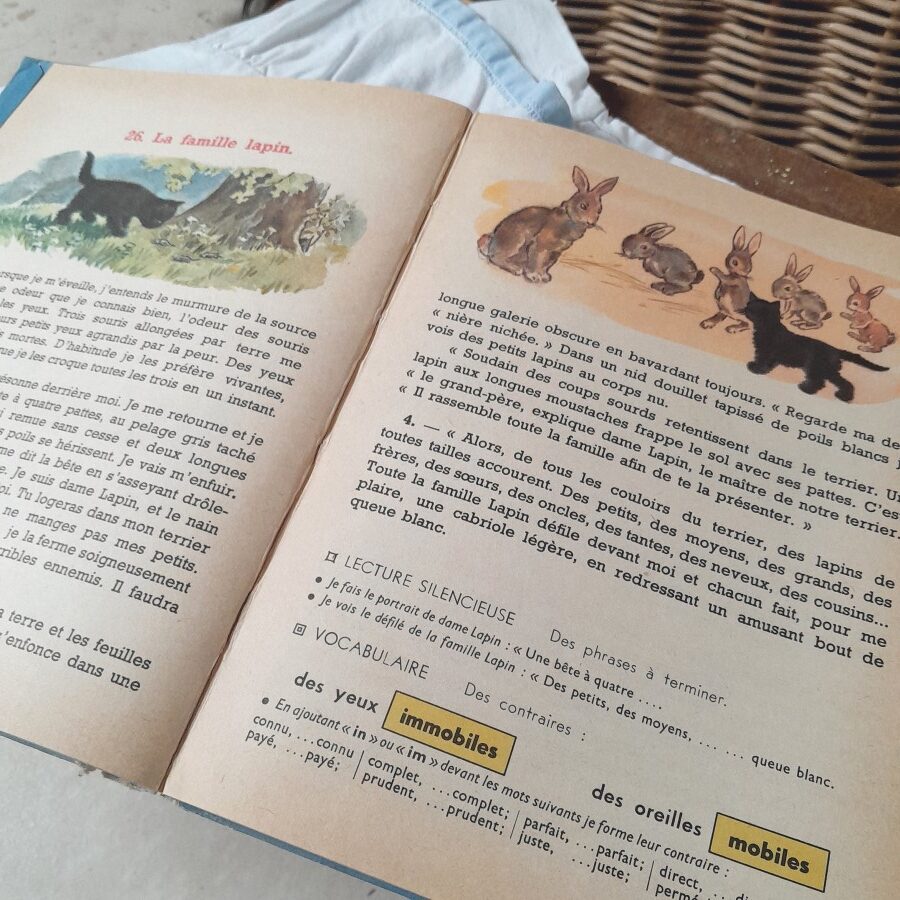 26. La famille lapin.
rsque je m'éveille, j'entends le murmure de la source
e odeur que je connais bien, l'odeur des souris
les yeux. Trois souris allongées par terre me
urs petits yeux agrandis par la peur. Des yeux
mortes. D'habitude je les préfère vivantes,
ue je les croque toutes les trois en un instant.
résonne derrière moi. Je me retourne et je
te à quatre pattes, au pelage gris taché
i remue sans cesse et deux longues
s poils se hérissent. Je vais m'enfuir.
me dit la bête en s'asseyant drôle-
e. Je suis dame Lapin, et le nain
oi. Tu logeras dans mon terrier
ne manges pas mes petits.
je la ferme soigneusement
rribles ennemis. Il faudra
a terre et les feuilles
s'enfonce dans une
longue galerie obscure en bavardant toujours. « Regarde ma der
« nière nichée. » Dans un nid douillet tapissé de poils blancs j
vois des petits lapins au corps nu.
« Soudain des coups sourds retentissent dans le terrier. Un
lapin aux longues moustaches frappe le sol avec ses pattes. C'est
« le grand-père, explique dame Lapin, le maître de notre terrier.
« Il rassemble toute la famille afin de te la présenter. »
4. — « Alors, de tous les couloirs du terrier, des lapins de
toutes tailles accourent. Des petits, des moyens, des grands, des
frères, des sœurs, des oncles, des tantes, des neveux, des cousins...
Toute la famille Lapin défile devant moi et chacun fait, pour me
plaire, une cabriole légère, en redressant un amusant bout de
queue blanc.
LECTURE SILENCIEUSE Des phrases à terminer.
• Je fais le portrait de dame Lapin : « Une bête à quatre ....
• Je vois le défilé de la famille Lapin : « Des petits, des moyens, ... ... queue blanc.
VOCABULAIRE Des contraires :
des yeux immobiles
des oreilles mobiles
• En ajoutant « in » ou « im » devant les mots suivants je forme leur contraire :
connu, ...connu | complet, ...complet; | parfait, ...parfait; | direct, ... di
payé, ...payé; | prudent, ...prudent; | juste, ...juste; | permé